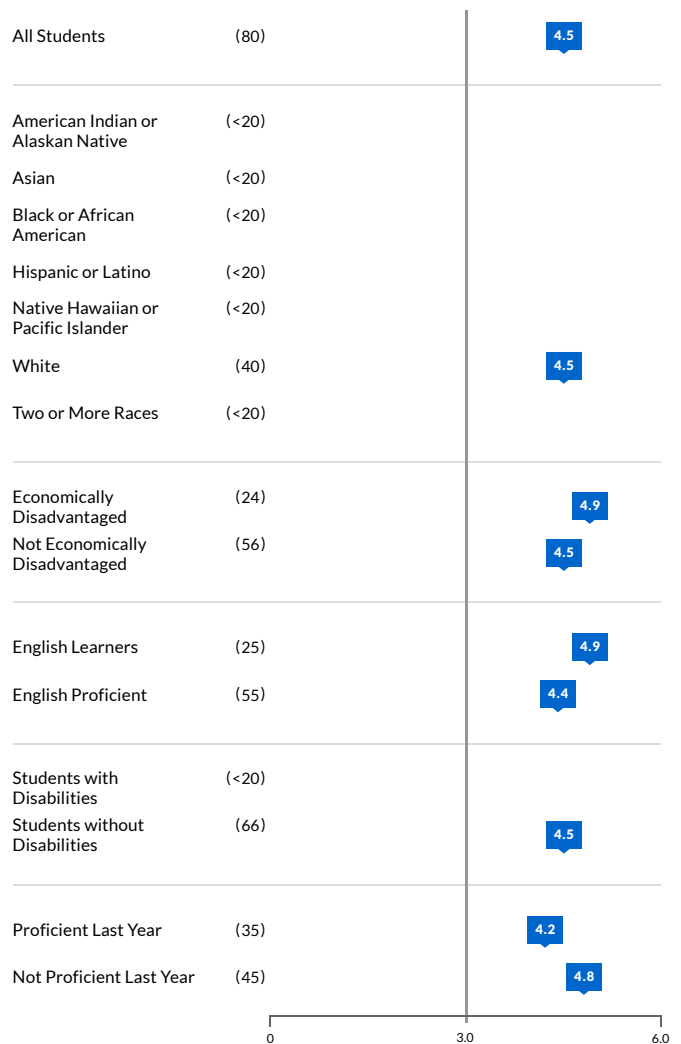 All Students (80) 4.5
American Indian or (<20)
Alaskan Native
Asian (<20)
Black or African (<20)
American
Hispanic or Latino (<20)
Native Hawaiian or (<20)
Pacific Islander
White (40) 4.5
Two or More Races (<20)
Economically (24) 4.9
Disadvantaged
Not Economically (56) 4.5
Disadvantaged
English Learners (25) 4.9
English Proficient (55) 4.4
Students with (<20)
Disabilities
Students without (66) 4.5
Disabilities
Proficient Last Year (35) 4.2
Not Proficient Last Year (45) 4.8
0 3.0 6.0